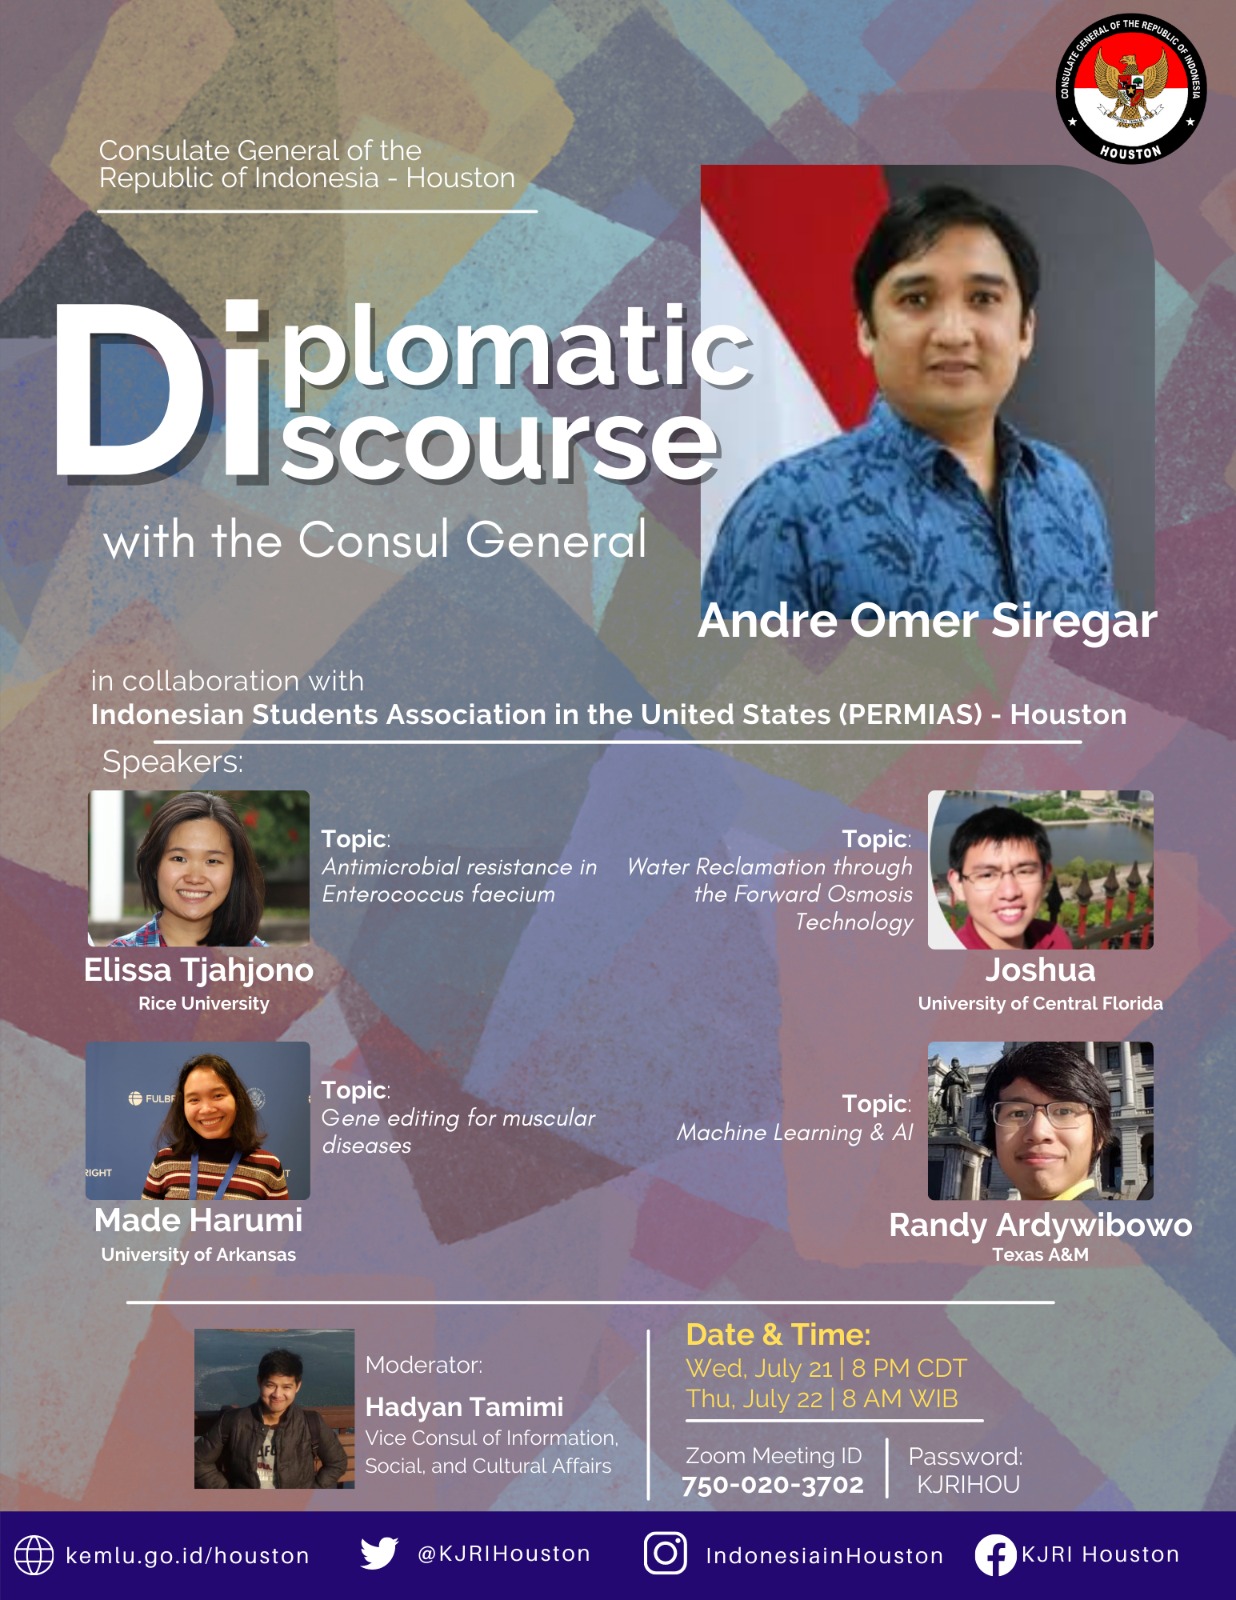 CONSULATE GENERAL OF THE REPUBLIC OF INDONESIA
HOUSTON
Consulate General of the
Republic of Indonesia - Houston
Diplomatic
Discourse
with the Consul General
Andre Omer Siregar
in collaboration with
Indonesian Students Association in the United States (PERMIAS) - Houston
Speakers:
Topic:
Antimicrobial resistance in
Enterococcus faecium
Elissa Tjahjono
Rice University
Topic:
Water Reclamation through
the Forward Osmosis
Technology
Joshua
University of Central Florida
Topic:
Gene editing for muscular
diseases
Made Harumi
University of Arkansas
Topic:
Machine Learning & AI
Randy Ardywibowo
Texas A&M
Moderator:
Hadyan Tamimi
Vice Consul of Information,
Social, and Cultural Affairs
Date & Time:
Wed, July 21 | 8 PM CDT
Thu, July 22 | 8 AM WIB
Zoom Meeting ID
750-020-3702
Password:
KJRIHOU
kemlu.go.id/houston
@KJRIHouston
IndonesiainHouston
KJRI Houston